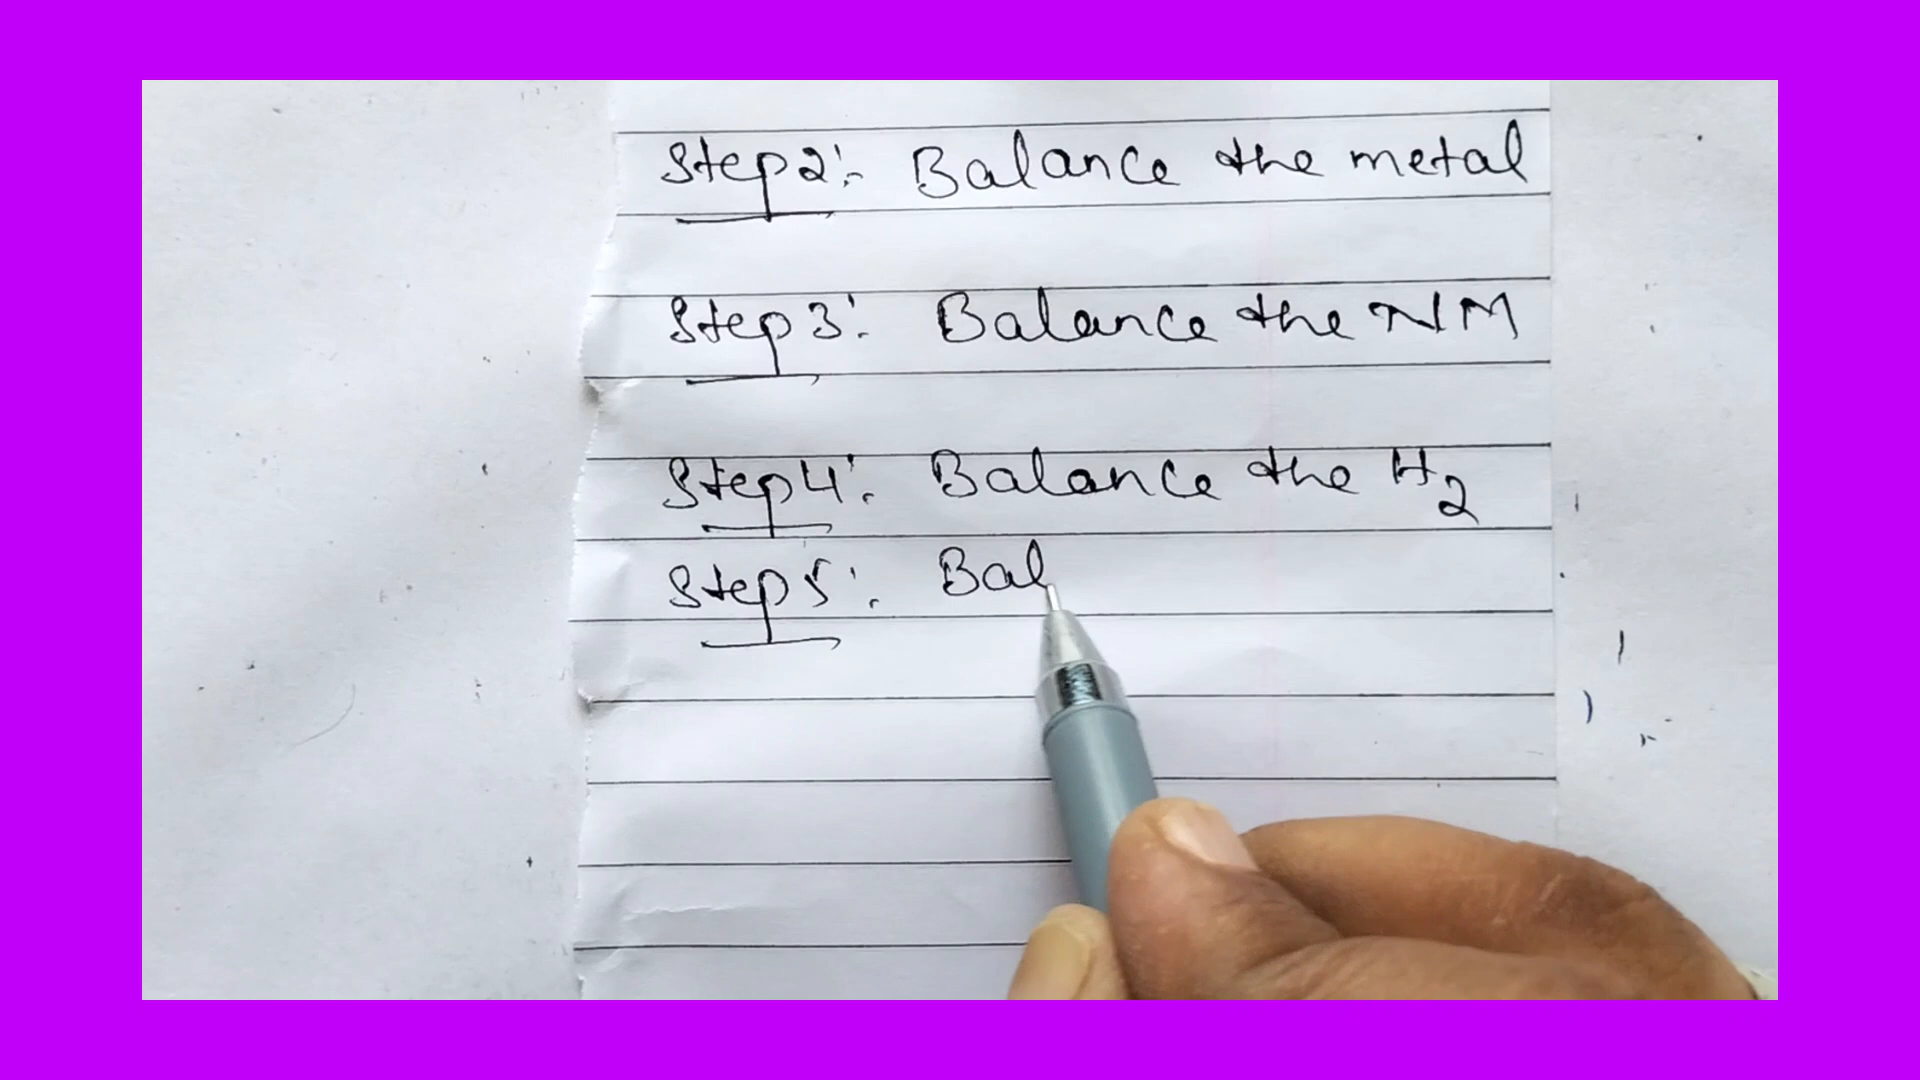 Step2:- Balance the metal
Step3: Balance the NM
Step4: Balance the H2
Step5: Bal